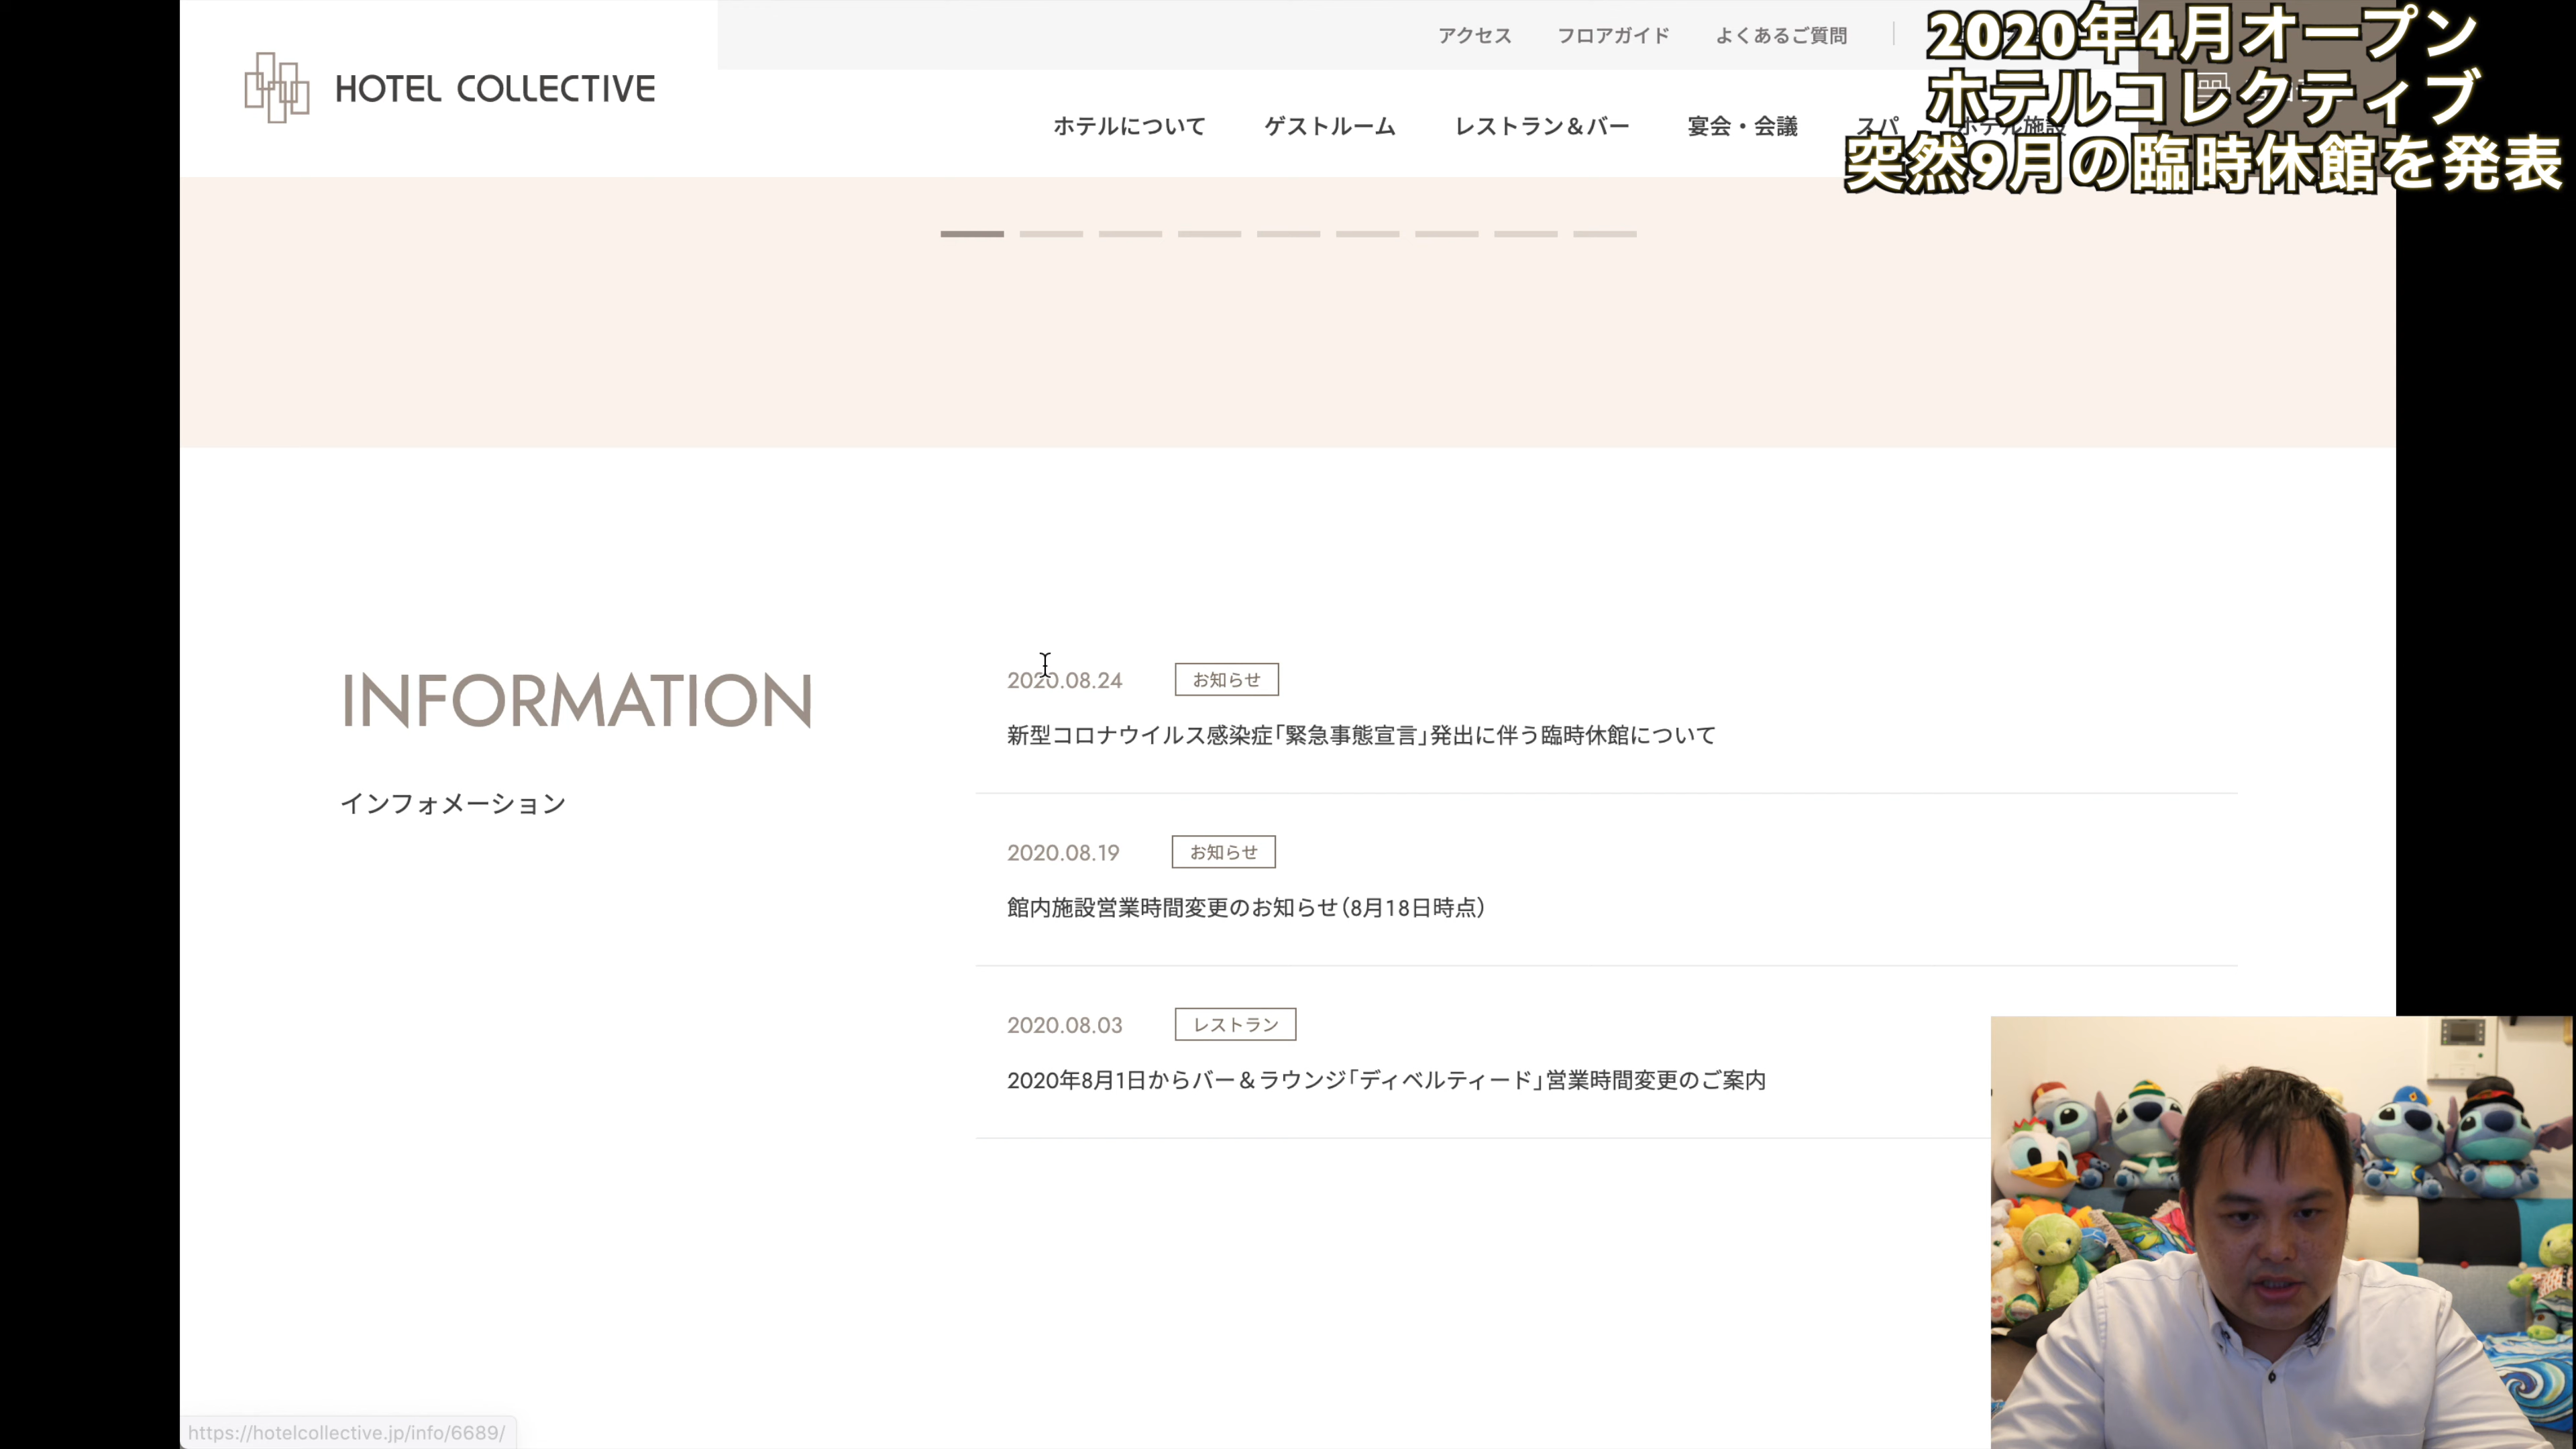 アクセス
フロアガイド
よくあるご質問
2020年4月オープン
ホテルコレクティブ
突然9月の臨時休館を発表
HOTEL COLLECTIVE
ホテルについて
ゲストルーム
レストラン＆バー
宴会・会議
スパ
ホテル施設
INFORMATION
インフォメーション
2020.08.24
お知らせ
新型コロナウイルス感染症「緊急事態宣言」発出に伴う臨時休館について
2020.08.19
お知らせ
館内施設営業時間変更のお知らせ（8月18日時点）
2020.08.03
レストラン
2020年8月1日からバー＆ラウンジ「ディベルティード」営業時間変更のご案内
https://hotelcollective.jp/info/6689/